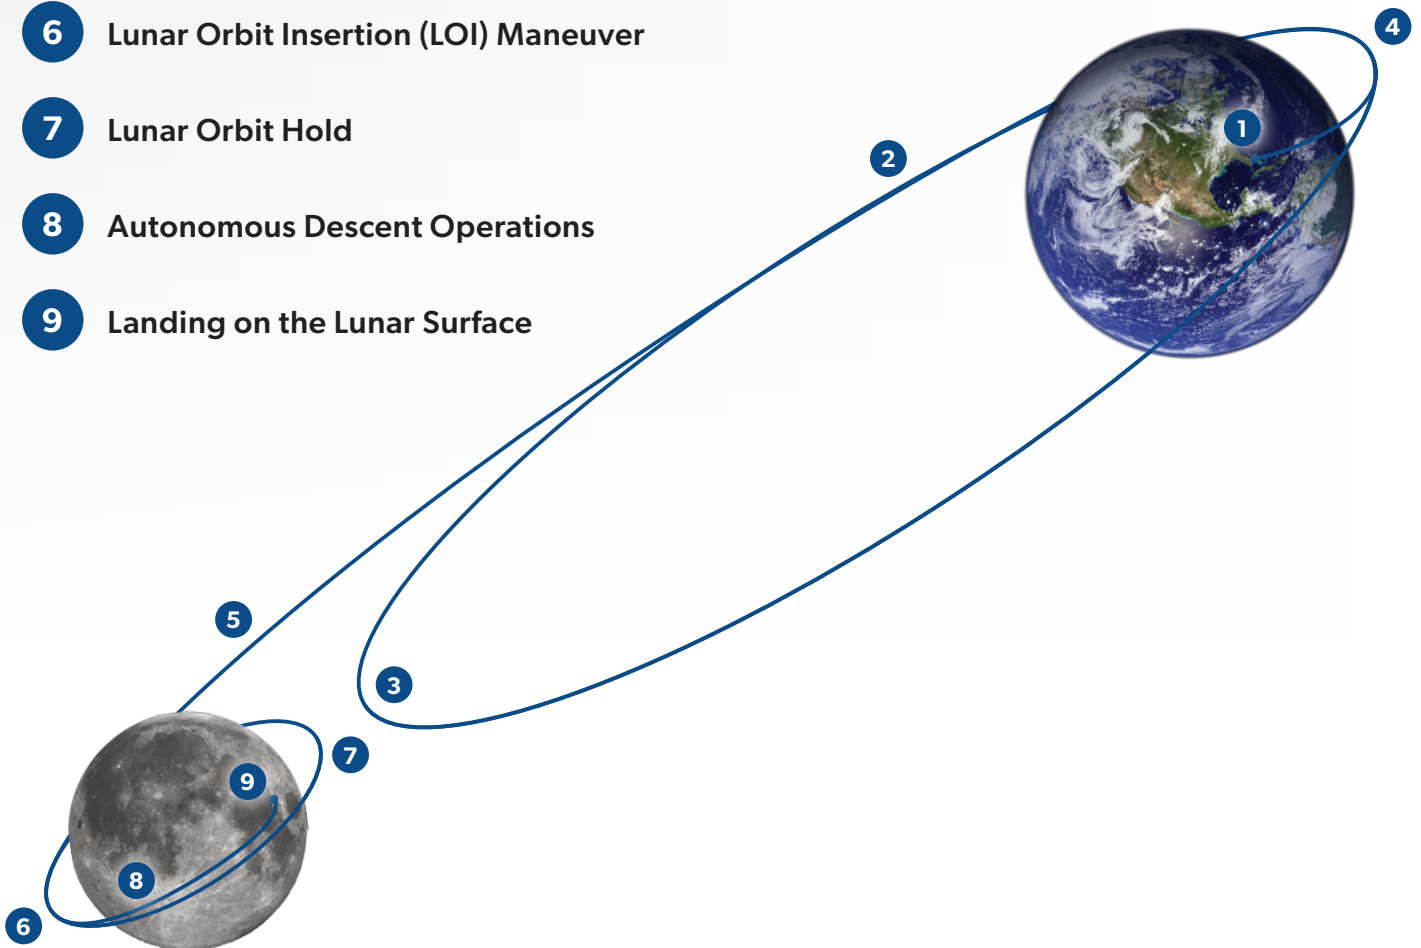 6 Lunar Orbit Insertion (LOI) Maneuver
7 Lunar Orbit Hold
8 Autonomous Descent Operations
9 Landing on the Lunar Surface
4
1
2
5
3
7
9
8
6